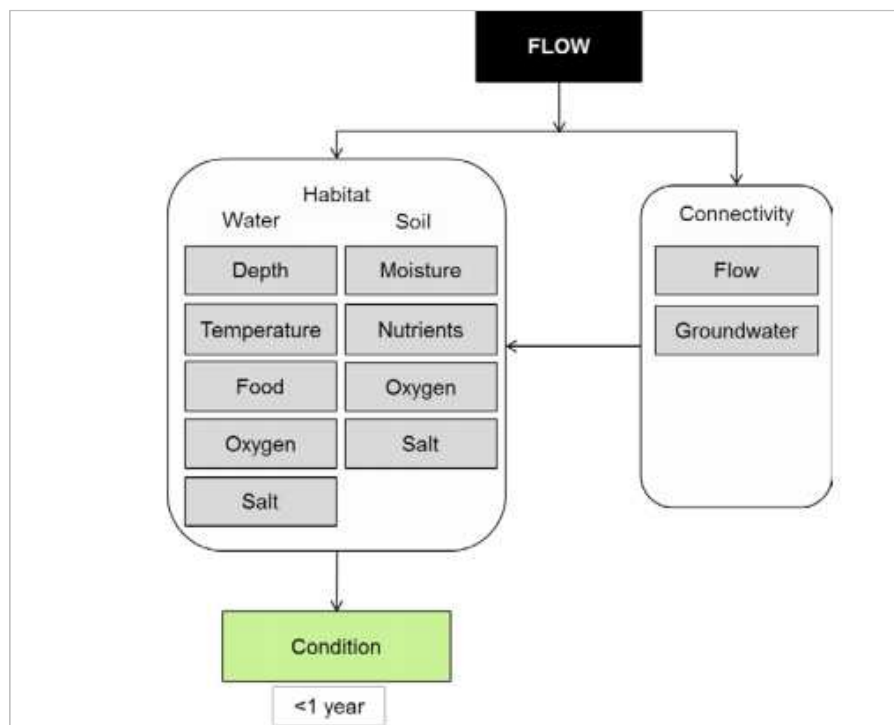 FLOW
Habitat
Water Soil
Depth Moisture
Temperature Nutrients
Food Oxygen
Oxygen Salt
Salt
Connectivity
Flow
Groundwater
Condition
<1 year